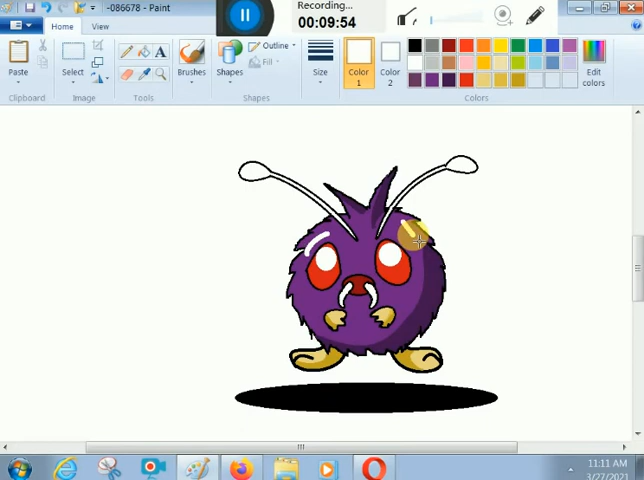 -086678 - Paint
Recording...
00:09:54
Home
View
Paste
Select
Brushes
Shapes
Outline
Fill
Size
Color
1
Color
2
Edit
colors
Clipboard
Image
Tools
Shapes
Colors
11:11 AM
3/27/2021